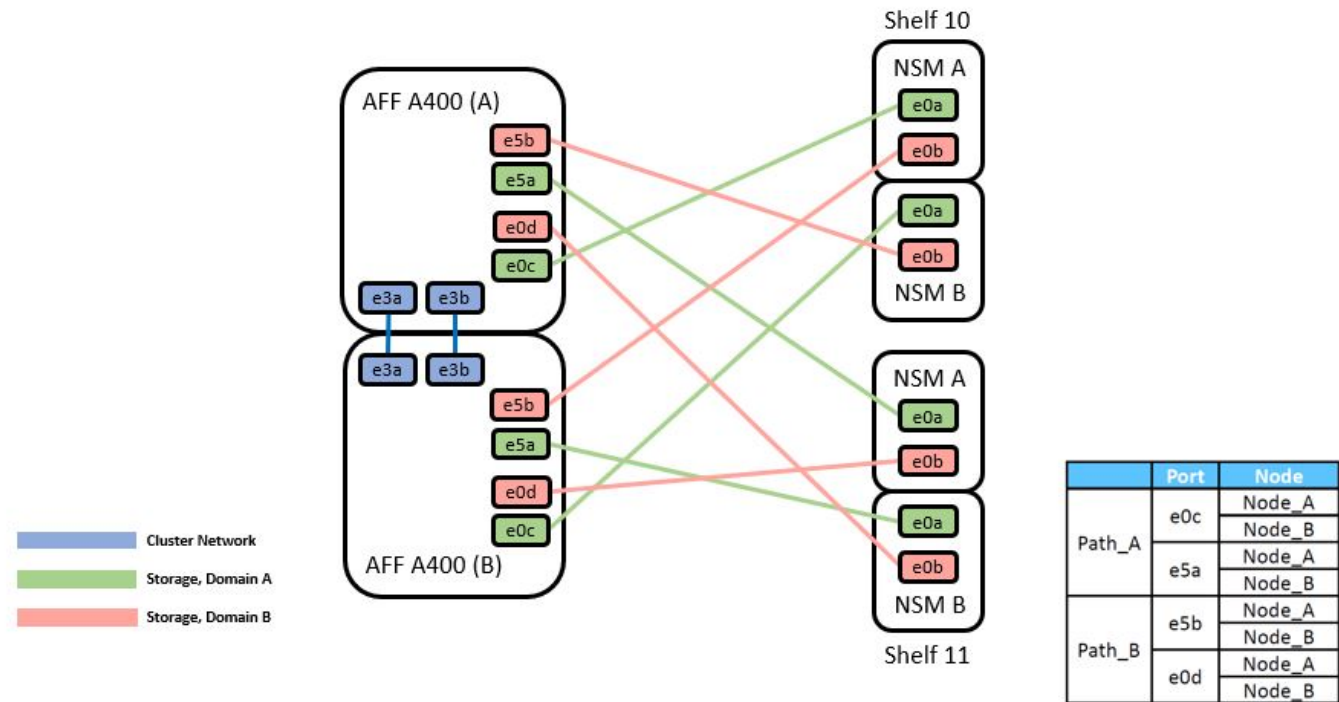 Shelf 10
AFF A400 (A)
e5b
e5a
e0d
e0c
e3a e3b
e3a e3b
e5b
e5a
e0d
e0c
AFF A400 (B)
NSM A
e0a
e0b
e0a
e0b
NSM B
NSM A
e0a
e0b
e0a
e0b
NSM B
Shelf 11
Cluster Network
Storage, Domain A
Storage, Domain B
Port Node
Path_A e0c Node_A
Node_B
e5a Node_A
Node_B
Path_B e5b Node_A
Node_B
e0d Node_A
Node_B